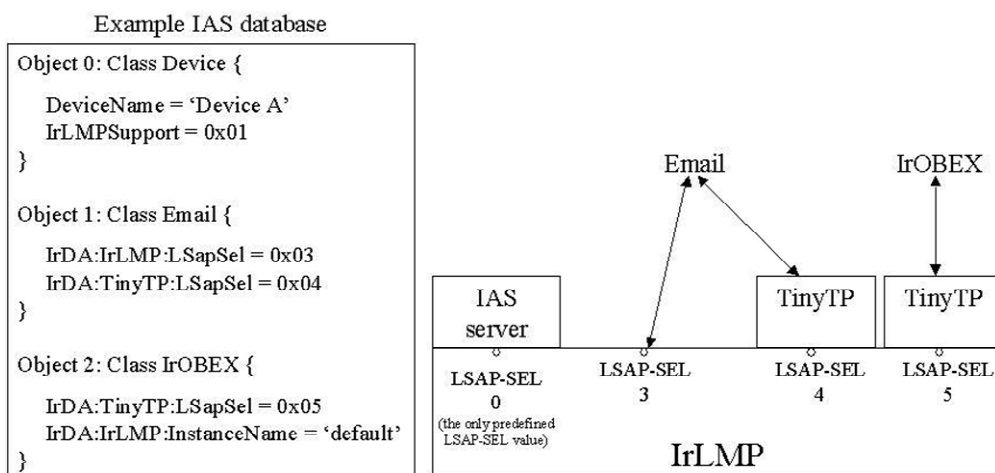 Example IAS database
Object 0: Class Device {
DeviceName = ‘Device A’
IrLMPSupport = 0x01
}
Object 1: Class Email {
IrDA:IrLMP:LSapSel = 0x03
IrDA:TinyTP:LSapSel = 0x04
}
Object 2: Class IrOBEX {
IrDA:TinyTP:LSapSel = 0x05
IrDA:IrLMP:InstanceName = ‘default’
}
Email
IrOBEX
IAS
server
TinyTP
TinyTP
LSAP-SEL
0
(the only predefined
LSAP-SEL value)
LSAP-SEL
3
LSAP-SEL
4
LSAP-SEL
5
IrLMP